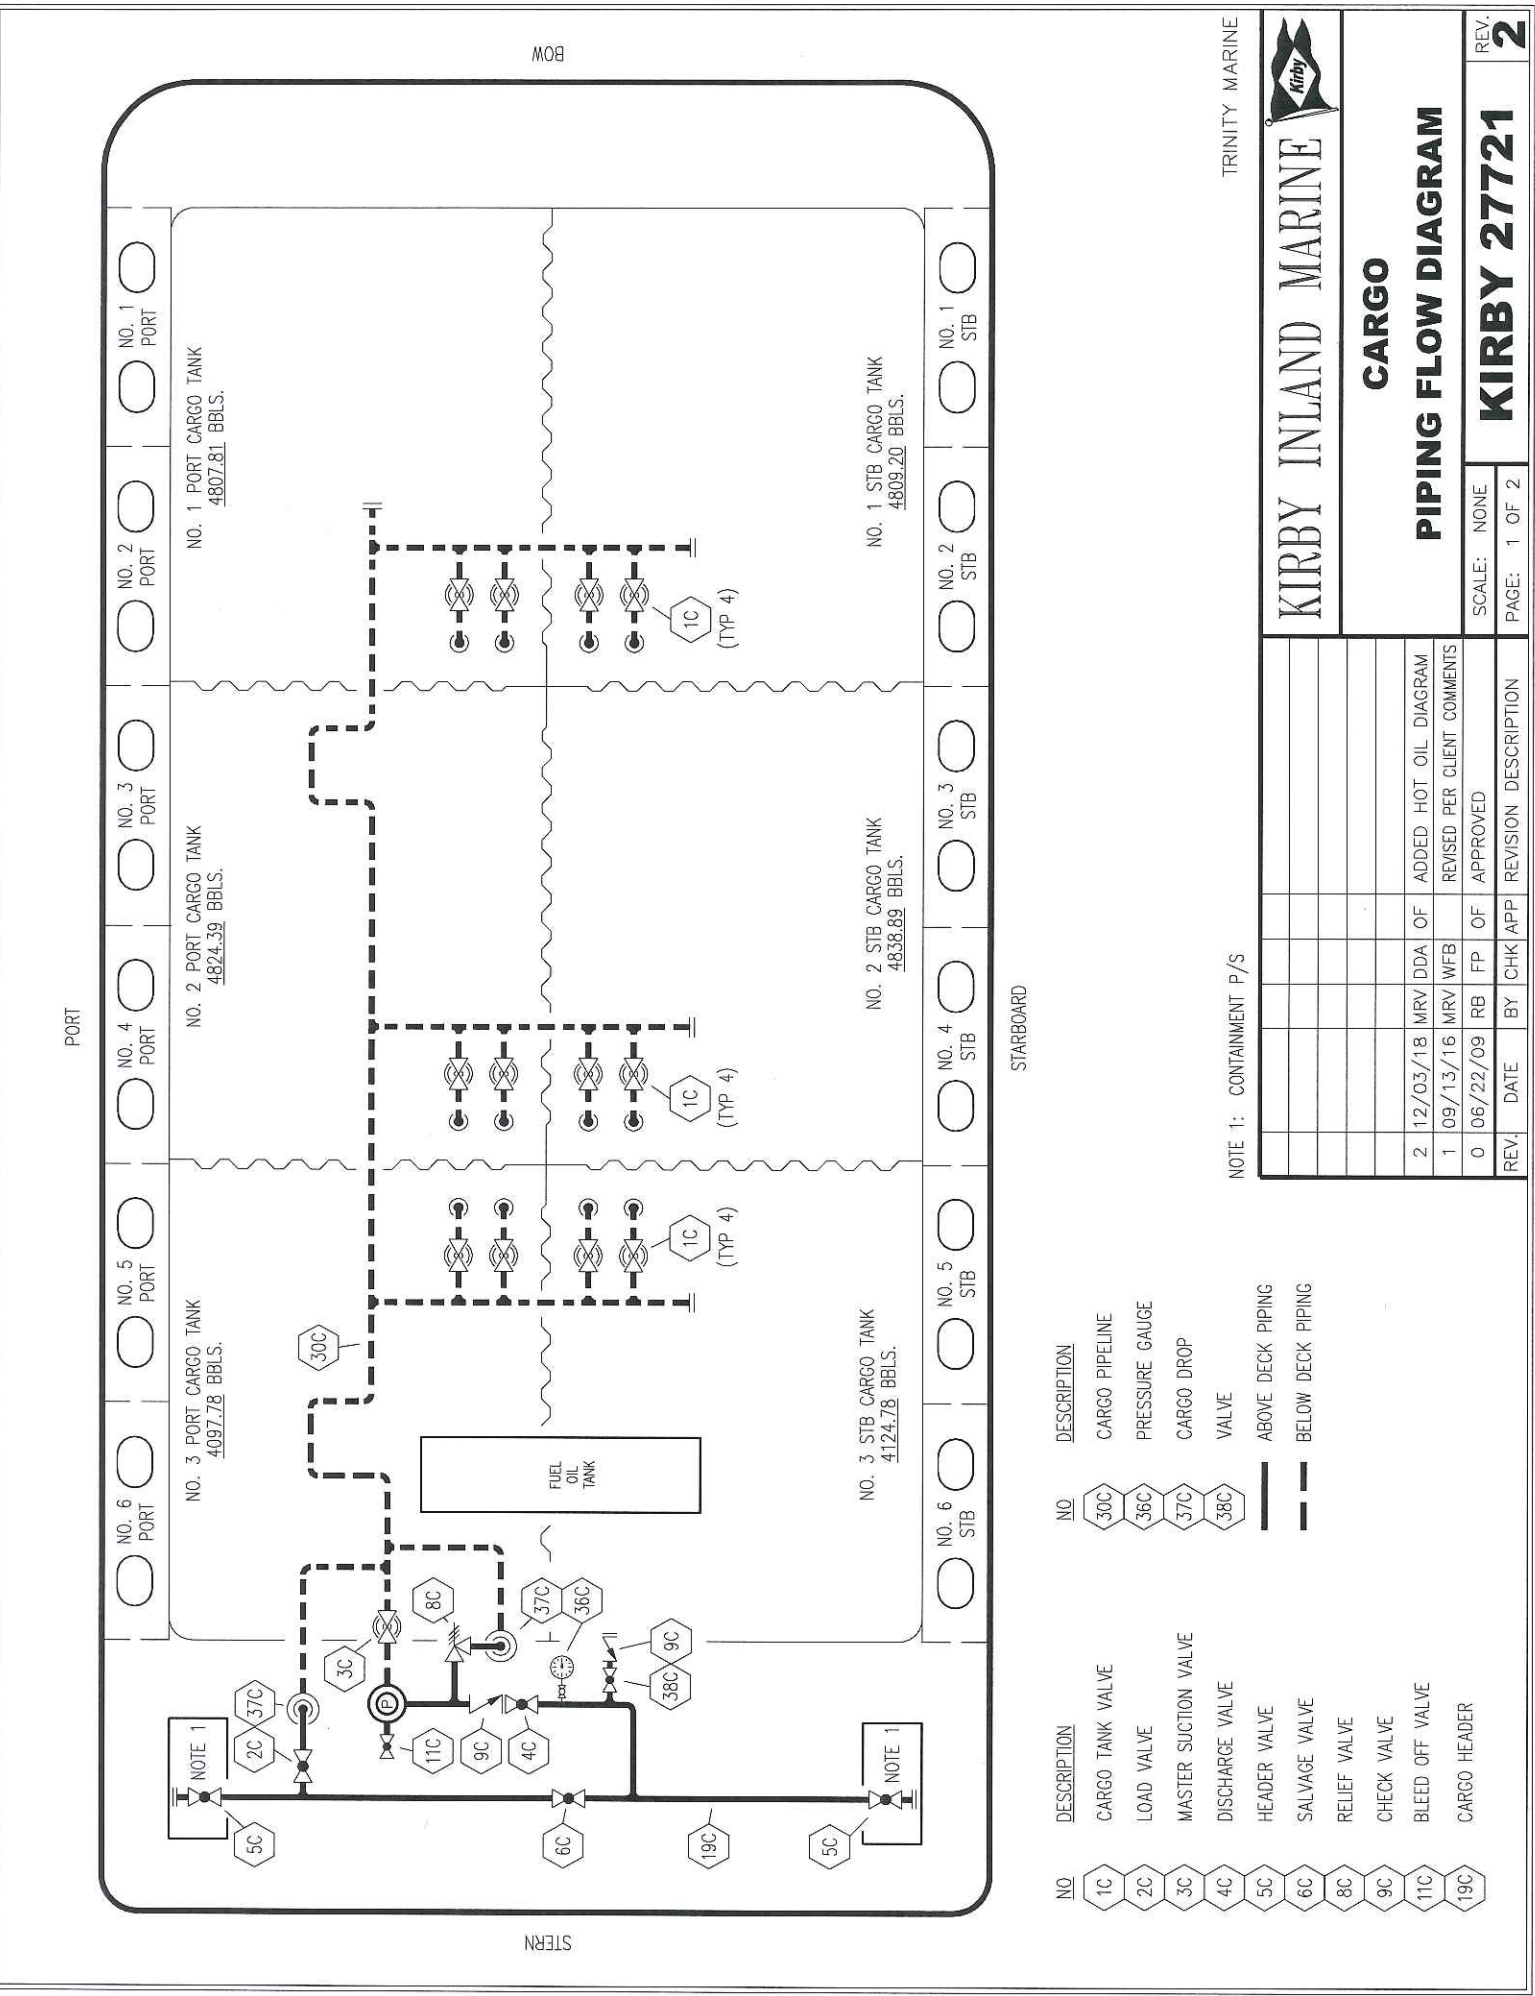 PORT
STERN
BOW
STARBOARD
NO. 6
PORT
NO. 5
PORT
NO. 4
PORT
NO. 3
PORT
NO. 2
PORT
NO. 1
PORT
NO. 3 PORT CARGO TANK
4097.78 BBLS.
NO. 2 PORT CARGO TANK
4824.39 BBLS.
NO. 1 PORT CARGO TANK
4807.81 BBLS.
NOTE 1
5C
2C
37C
3C
30C
P
11C
8C
9C
4C
37C
36C
6C
38C
9C
19C
5C
NOTE 1
FUEL
OIL
TANK
1C
(TYP 4)
1C
(TYP 4)
1C
(TYP 4)
NO. 3 STB CARGO TANK
4124.78 BBLS.
NO. 2 STB CARGO TANK
4838.89 BBLS.
NO. 1 STB CARGO TANK
4809.20 BBLS.
NO. 6
STB
NO. 5
STB
NO. 4
STB
NO. 3
STB
NO. 2
STB
NO. 1
STB
NO DESCRIPTION
1C CARGO TANK VALVE
2C LOAD VALVE
3C MASTER SUCTION VALVE
4C DISCHARGE VALVE
5C HEADER VALVE
6C SALVAGE VALVE
8C RELIEF VALVE
9C CHECK VALVE
11C BLEED OFF VALVE
19C CARGO HEADER
NO DESCRIPTION
30C CARGO PIPELINE
36C PRESSURE GAUGE
37C CARGO DROP
38C VALVE
ABOVE DECK PIPING
BELOW DECK PIPING
NOTE 1: CONTAINMENT P/S
TRINITY MARINE
2 12/03/18 MRV DDA OF ADDED HOT OIL DIAGRAM
1 09/13/16 MRV WFB REVISED PER CLIENT COMMENTS
0 06/22/09 RB FP OF APPROVED
REV. DATE BY CHK APP REVISION DESCRIPTION
KIRBY INLAND MARINE
Kirby
CARGO
PIPING FLOW DIAGRAM
SCALE: NONE
PAGE: 1 OF 2
KIRBY 27721
REV.
2